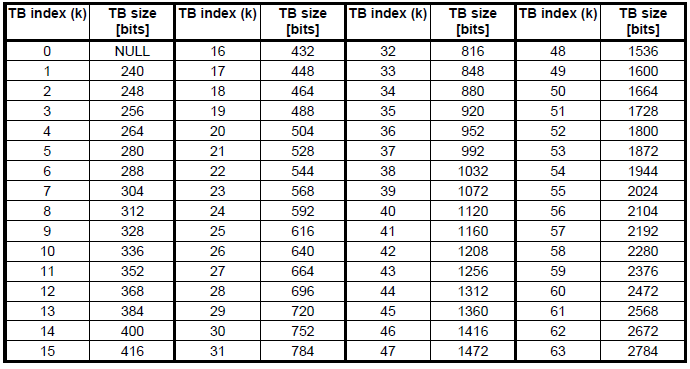 TB index (k) TB size [bits] TB index (k) TB size [bits] TB index (k) TB size [bits] TB index (k) TB size [bits]
0 NULL 16 432 32 816 48 1536
1 240 17 448 33 848 49 1600
2 248 18 464 34 880 50 1664
3 256 19 488 35 920 51 1728
4 264 20 504 36 952 52 1800
5 280 21 528 37 992 53 1872
6 288 22 544 38 1032 54 1944
7 304 23 568 39 1072 55 2024
8 312 24 592 40 1120 56 2104
9 328 25 616 41 1160 57 2192
10 336 26 640 42 1208 58 2280
11 352 27 664 43 1256 59 2376
12 368 28 696 44 1312 60 2472
13 384 29 720 45 1360 61 2568
14 400 30 752 46 1416 62 2672
15 416 31 784 47 1472 63 2784